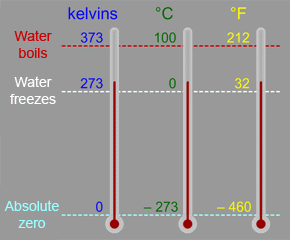 kelvins °C °F
Water boils 373 100 212
Water freezes 273 0 32
Absolute zero 0 – 273 – 460